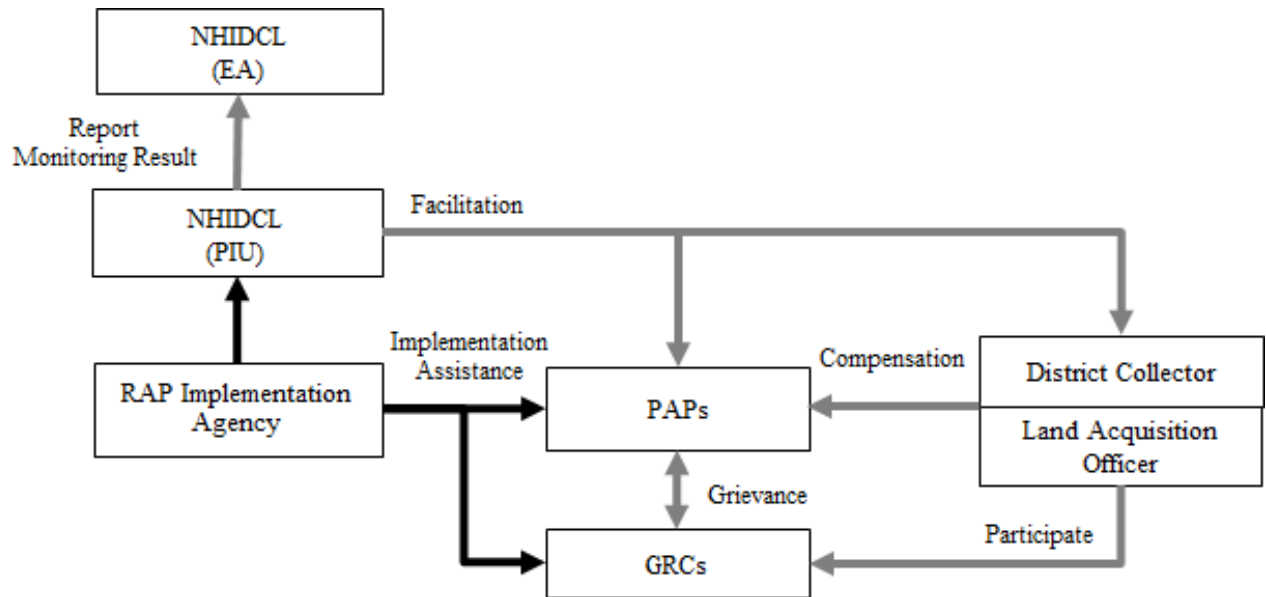 NHIDCL
(EA)
Report
Monitoring Result
NHIDCL
(PIU)
Facilitation
RAP Implementation
Agency
Implementation
Assistance
PAPs
Compensation
District Collector
Land Acquisition
Officer
Grievance
GRCs
Participate